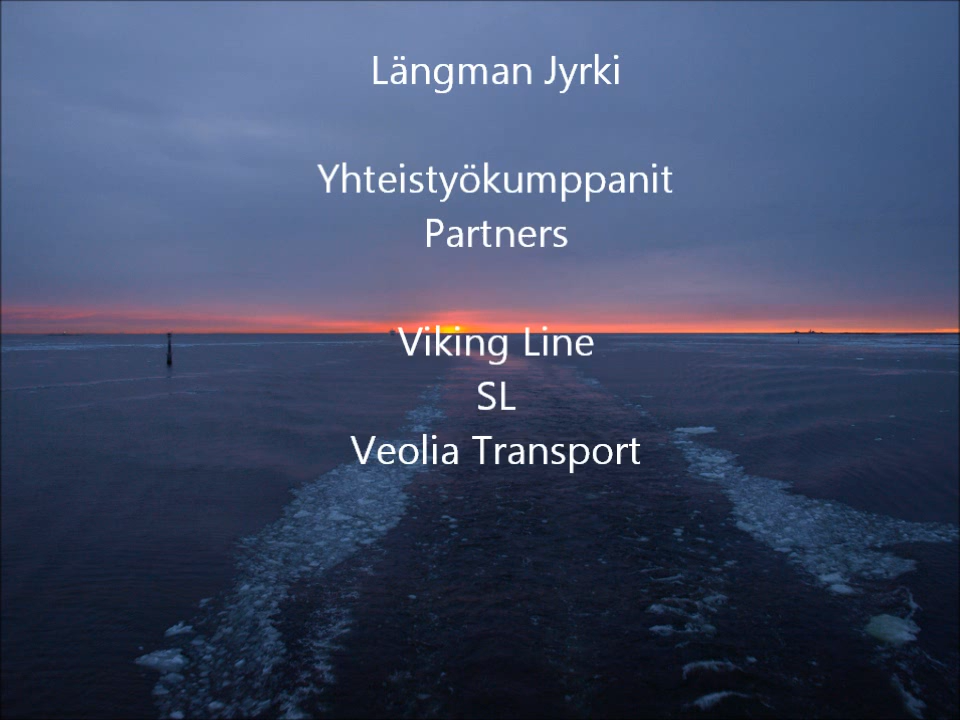 Längman Jyrki
Yhteistyökumppanit
Partners
Viking Line
SL
Veolia Transport